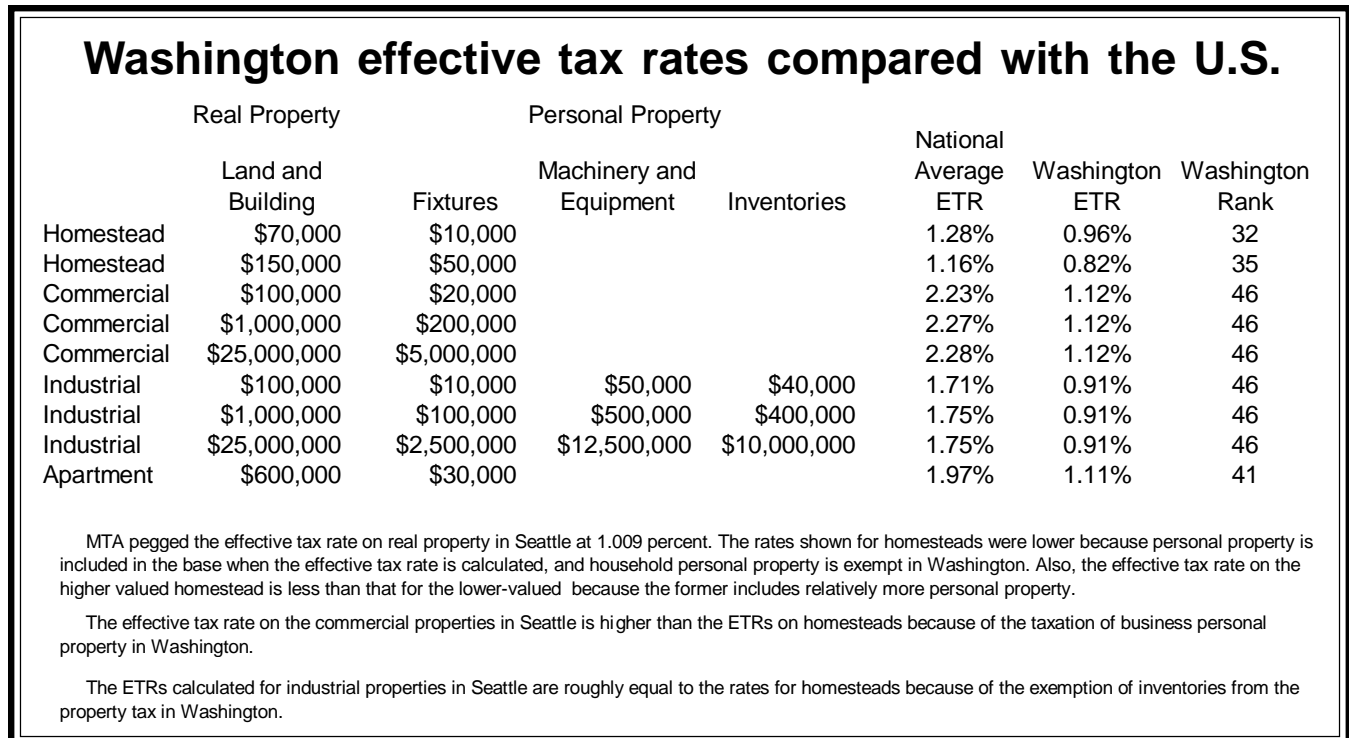 Washington effective tax rates compared with the U.S.
Real Property Personal Property
National
Land and Machinery and Average Washington Washington
Building Fixtures Equipment Inventories ETR ETR Rank
Homestead $70,000 $10,000 1.28% 0.96% 32
Homestead $150,000 $50,000 1.16% 0.82% 35
Commercial $100,000 $20,000 2.23% 1.12% 46
Commercial $1,000,000 $200,000 2.27% 1.12% 46
Commercial $25,000,000 $5,000,000 2.28% 1.12% 46
Industrial $100,000 $10,000 $50,000 $40,000 1.71% 0.91% 46
Industrial $1,000,000 $100,000 $500,000 $400,000 1.75% 0.91% 46
Industrial $25,000,000 $2,500,000 $12,500,000 $10,000,000 1.75% 0.91% 46
Apartment $600,000 $30,000 1.97% 1.11% 41
MTA pegged the effective tax rate on real property in Seattle at 1.009 percent. The rates shown for homesteads were lower because personal property is
included in the base when the effective tax rate is calculated, and household personal property is exempt in Washington. Also, the effective tax rate on the
higher valued homestead is less than that for the lower-valued because the former includes relatively more personal property.
The effective tax rate on the commercial properties in Seattle is higher than the ETRs on homesteads because of the taxation of business personal
property in Washington.
The ETRs calculated for industrial properties in Seattle are roughly equal to the rates for homesteads because of the exemption of inventories from the
property tax in Washington.